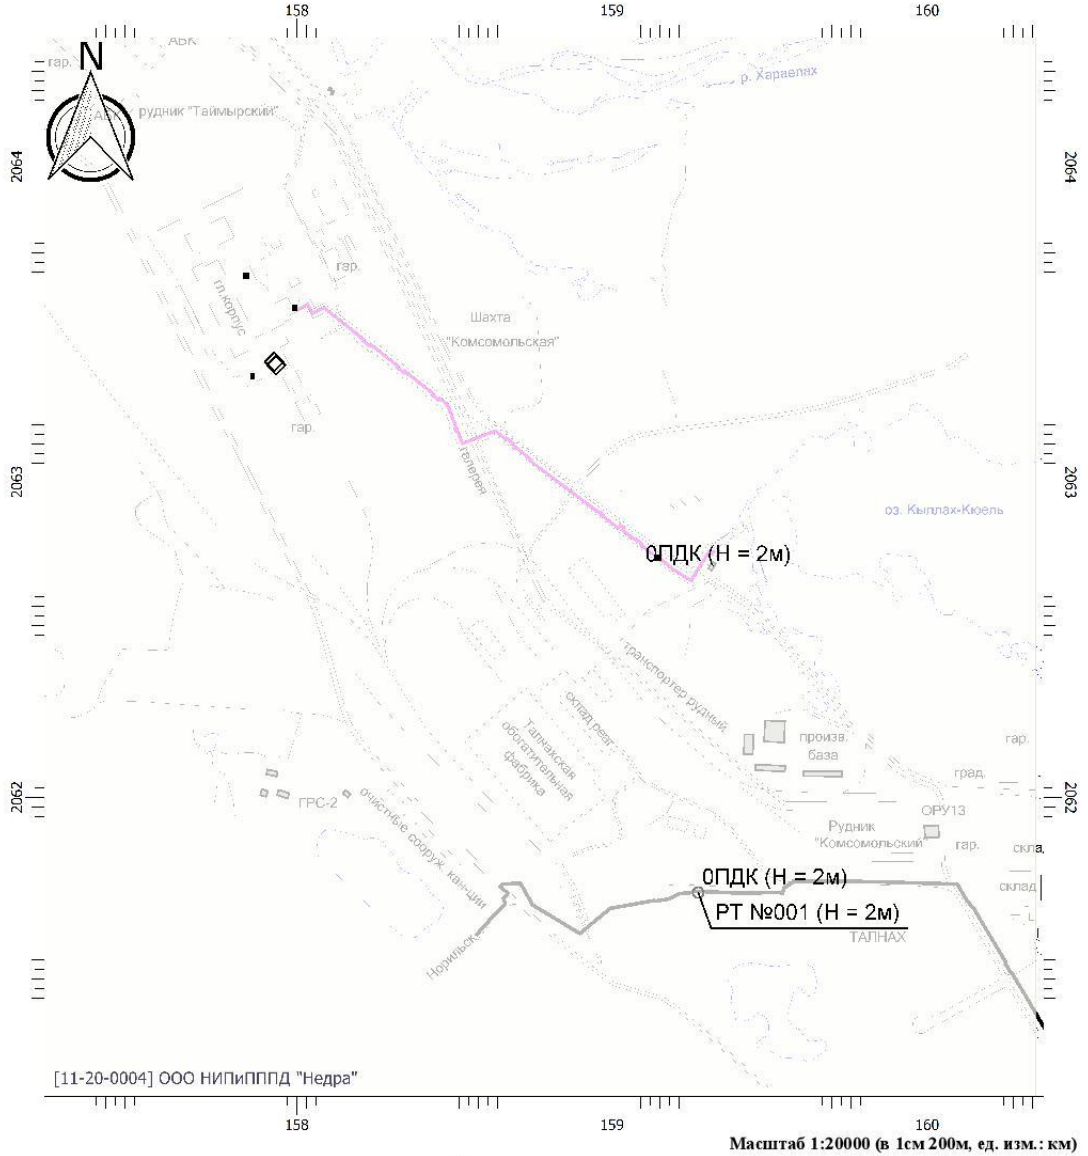 158
159
160
АБК
гар.
N
р. Хараелах
АБК
рудник "Таймырский"
2064
2064
гар.
гл.корпус
Шахта
"Комсомольская"
гар.
2063
2063
галерея
оз. Кыллах-Кюель
0ПДК (Н = 2м)
транспортер рудный
склад реаг
Талнахская
обогатительная
фабрика
произв.
база
гар.
град.
2062
2062
ГРС-2
очистные сооруж. кан-ции
ОРУ13
Рудник
"Комсомольский"
гар.
скла
0ПДК (Н = 2м)
склад
РТ №001 (Н = 2м)
ТАЛНАХ
Норильск
[11-20-0004] ООО НИПиПППД "Недра"
158
159
160
Масштаб 1:20000 (в 1см 200м, ед. изм.: км)